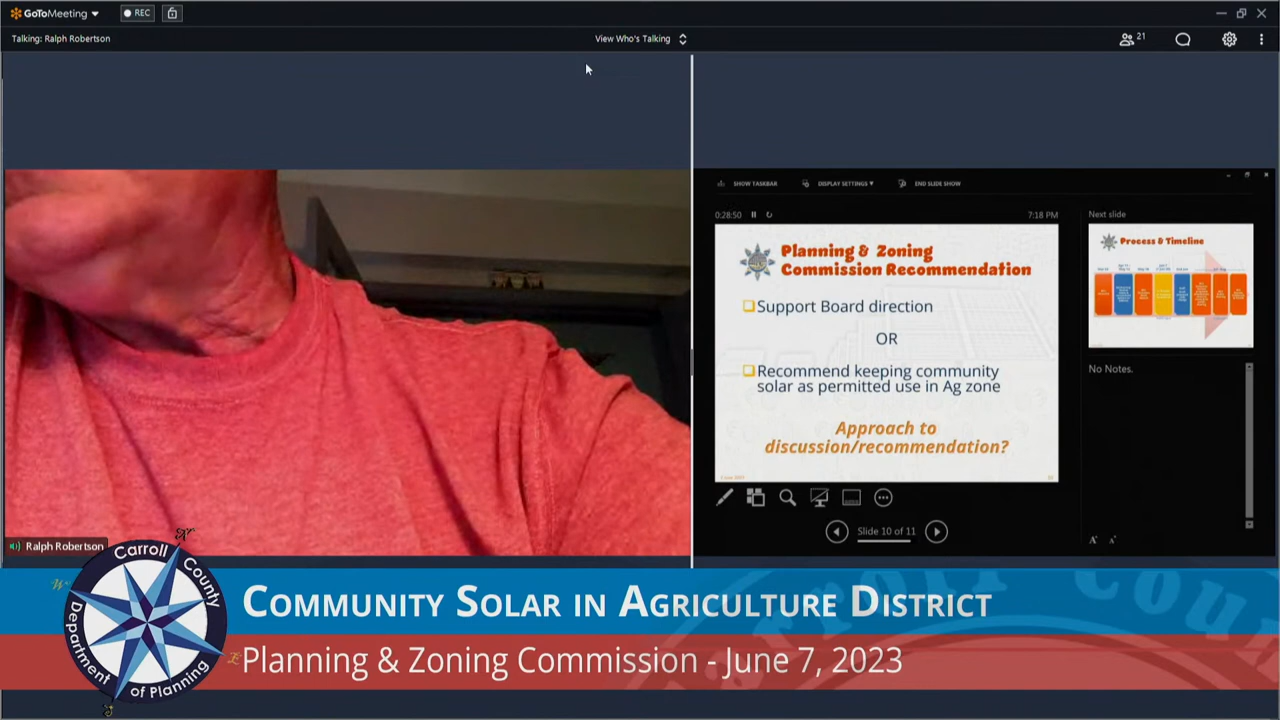 GoToMeeting
REC
Talking: Ralph Robertson
View Who's Talking
21
SHOW TASKBAR
DISPLAY SETTINGS ▾
END SLIDE SHOW
0:28:50
7:18 PM
Next slide
Planning & Zoning
Commission Recommendation
Support Board direction
OR
Recommend keeping community
solar as permitted use in Ag zone
Approach to
discussion/recommendation?
Process & Timeline
No Notes.
Slide 10 of 11
Ralph Robertson
Carroll County
Department of Planning
Community Solar in Agriculture District
Planning & Zoning Commission - June 7, 2023